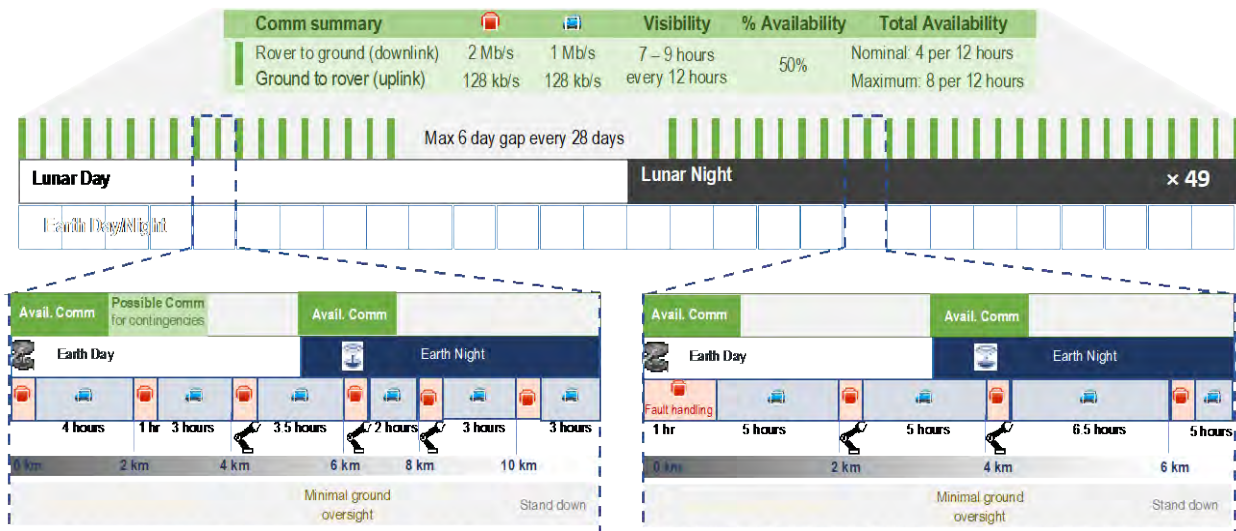 Comm summary Visibility % Availability Total Availability
Rover to ground (downlink) 2 Mb/s 1 Mb/s 7 – 9 hours every 12 hours 50% Nominal: 4 per 12 hours
Ground to rover (uplink) 128 kb/s 128 kb/s Maximum: 8 per 12 hours
Max 6 day gap every 28 days
Lunar Day Lunar Night × 49
Earth Day/Night
Avail. Comm Possible Comm for contingencies Avail. Comm
Earth Day Earth Night
4 hours 1 hr 3 hours 3.5 hours 2 hours 3 hours 3 hours
0 km 2 km 4 km 6 km 8 km 10 km
Minimal ground
oversight
Stand down
Avail. Comm Avail. Comm
Earth Day Earth Night
Fault handling
1 hr 5 hours 5 hours 6.5 hours 5 hours
0 km 2 km 4 km 6 km
Minimal ground
oversight
Stand down